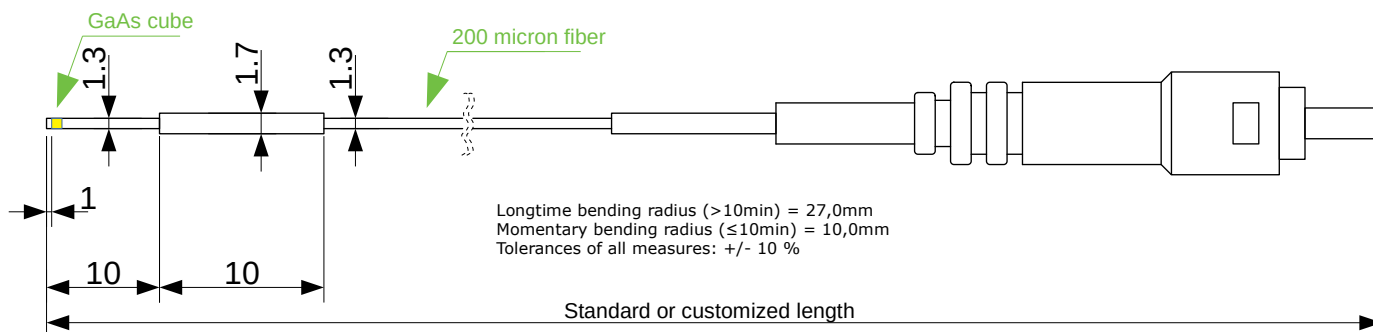 GaAs cube
200 micron fiber
1.3
1.7
1.3
1
Longtime bending radius (>10min) = 27,0mm
Momentary bending radius (≤10min) = 10,0mm
Tolerances of all measures: +/- 10 %
10
10
Standard or customized length